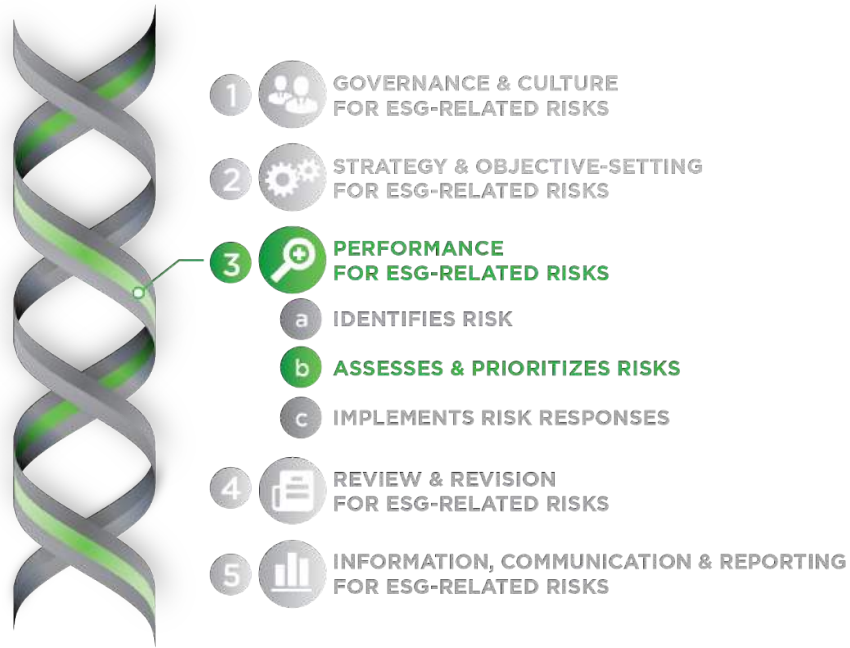 1 GOVERNANCE & CULTURE
FOR ESG-RELATED RISKS
2 STRATEGY & OBJECTIVE-SETTING
FOR ESG-RELATED RISKS
3 PERFORMANCE
FOR ESG-RELATED RISKS
a IDENTIFIES RISK
b ASSESSES & PRIORITIZES RISKS
c IMPLEMENTS RISK RESPONSES
4 REVIEW & REVISION
FOR ESG-RELATED RISKS
5 INFORMATION, COMMUNICATION & REPORTING
FOR ESG-RELATED RISKS